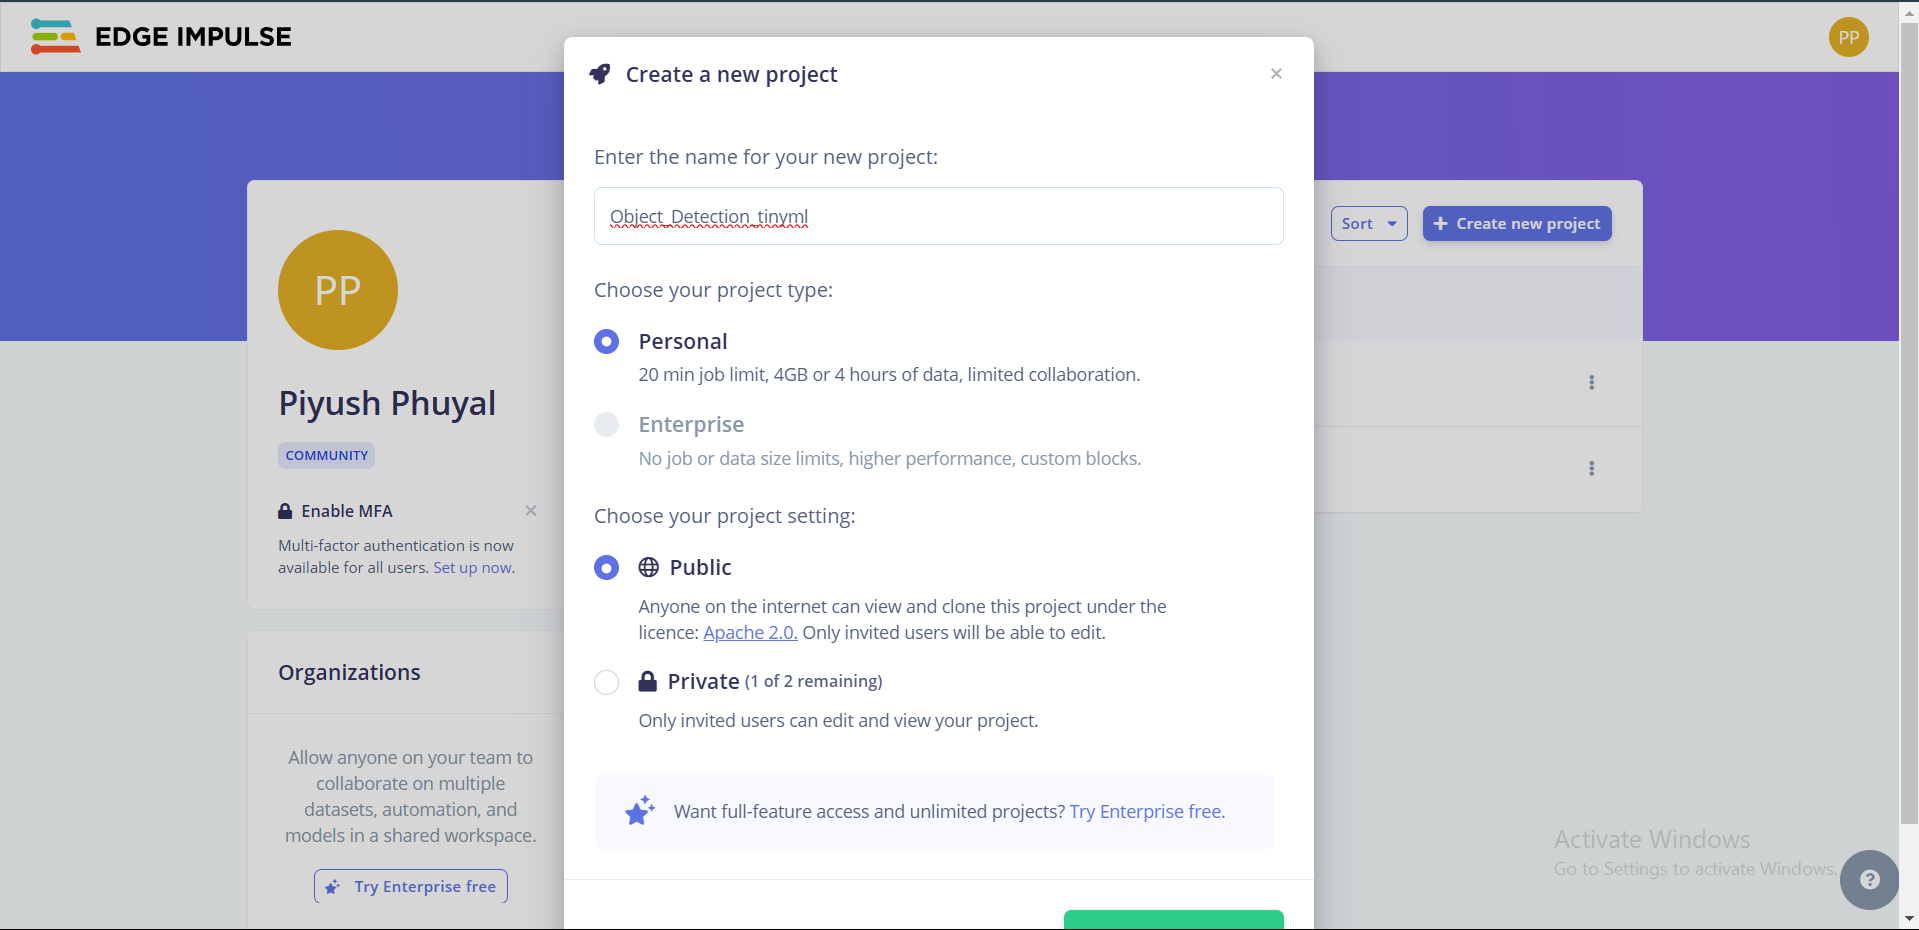 EDGE IMPULSE
PP
Create a new project
×
Enter the name for your new project:
Object_Detection_tinyml
Choose your project type:
Personal
20 min job limit, 4GB or 4 hours of data, limited collaboration.
Enterprise
No job or data size limits, higher performance, custom blocks.
Choose your project setting:
Public
Anyone on the internet can view and clone this project under the
licence: Apache 2.0. Only invited users will be able to edit.
Private (1 of 2 remaining)
Only invited users can edit and view your project.
Want full-feature access and unlimited projects? Try Enterprise free.
PP
Piyush Phuyal
COMMUNITY
Enable MFA
×
Multi-factor authentication is now
available for all users. Set up now.
Organizations
Allow anyone on your team to
collaborate on multiple
datasets, automation, and
models in a shared workspace.
Try Enterprise free
Sort
+ Create new project
Activate Windows
Go to Settings to activate Windows.
?